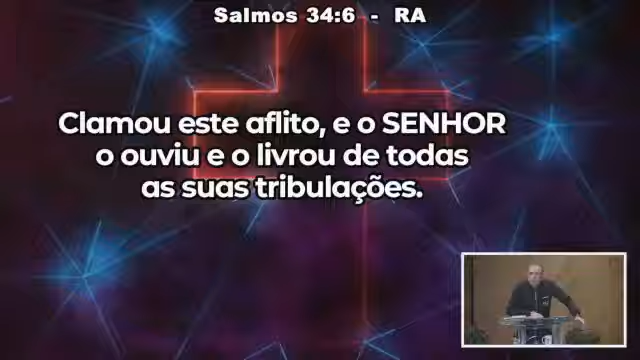 Salmos 34:6 - RA
Clamou este aflito, e o SENHOR
o ouviu e o livrou de todas
as suas tribulações.